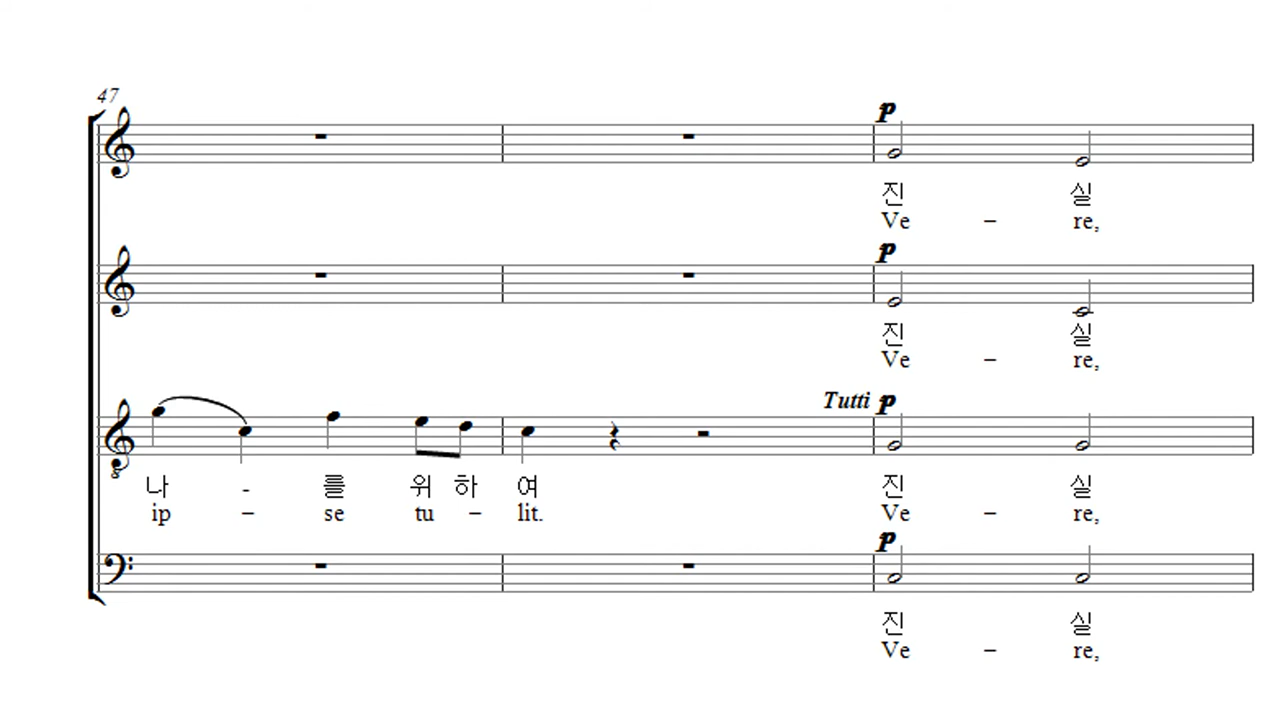 47
p
진 실
Ve – re,
p
진 실
Ve – re,
Tutti p
나 - 를 위 하 여 진 실
ip – se tu – lit. Ve – re,
p
진 실
Ve – re,